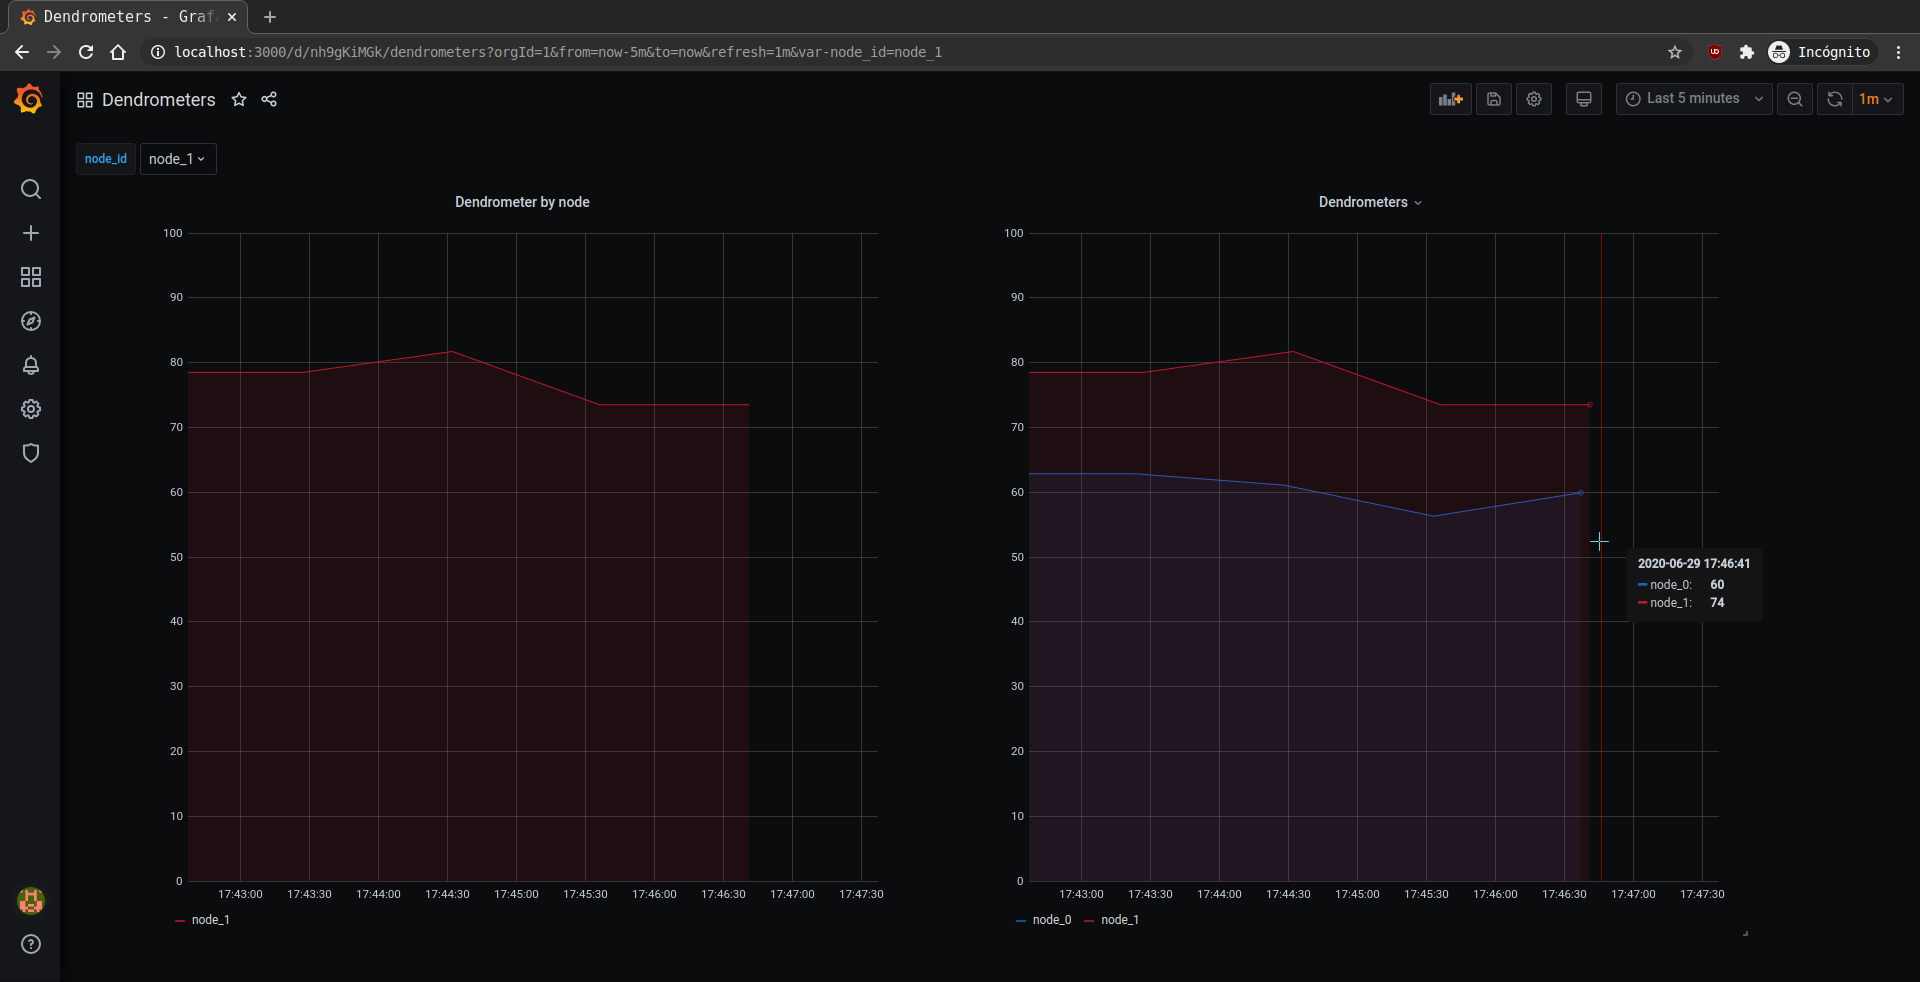 Dendrometers - Graf
localhost:3000/d/nh9gKiMGk/dendrometers?orgId=1&from=now-5m&to=now&refresh=1m&var-node_id=node_1
Incógnito
Dendrometers
Last 5 minutes
1m
node_id
node_1
Dendrometer by node
100
90
80
70
60
50
40
30
20
10
0
17:43:00 17:43:30 17:44:00 17:44:30 17:45:00 17:45:30 17:46:00 17:46:30 17:47:00 17:47:30
node_1
Dendrometers
100
90
80
70
60
50
40
30
20
10
0
17:43:00 17:43:30 17:44:00 17:44:30 17:45:00 17:45:30 17:46:00 17:46:30 17:47:00 17:47:30
node_0 node_1
2020-06-29 17:46:41
node_0: 60
node_1: 74